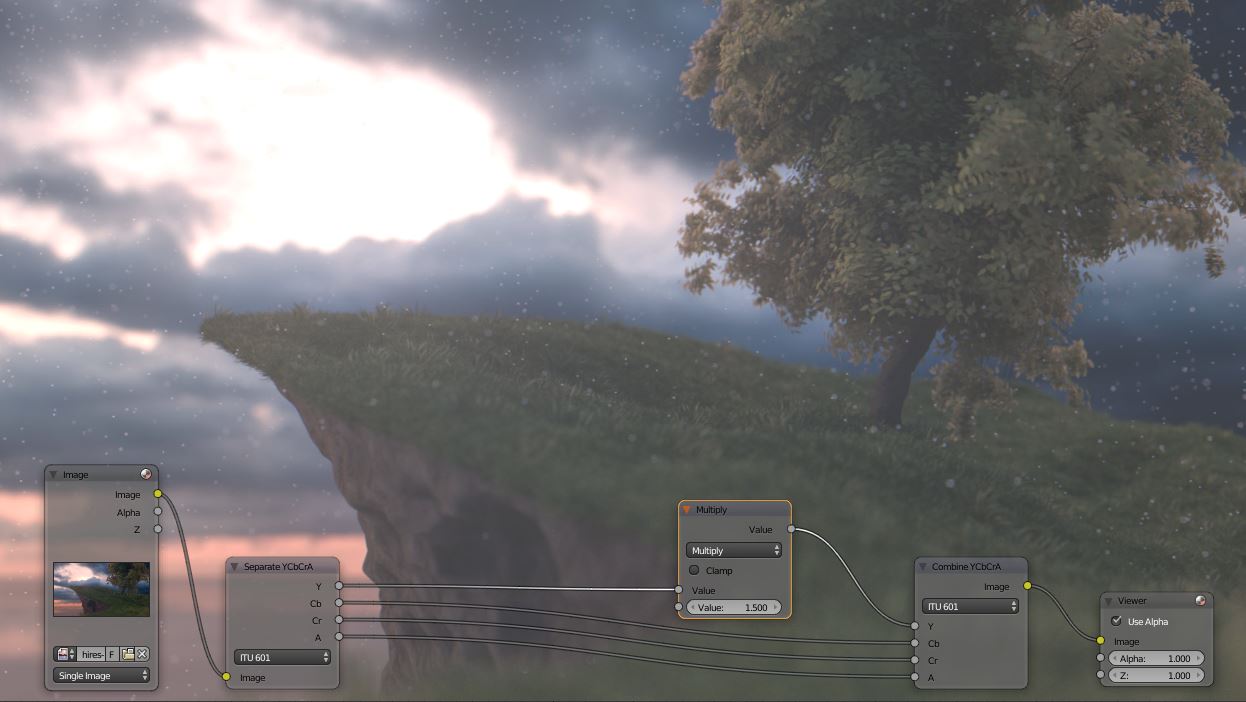 Image
Image
Alpha
Z
hires-
F
Single Image
Separate YCbCrA
Y
Cb
Cr
A
ITU 601
Image
Multiply
Value
Multiply
Clamp
Value
Value: 1.500
Combine YCbCrA
Image
ITU 601
Y
Cb
Cr
A
Viewer
Use Alpha
Image
Alpha: 1.000
Z: 1.000